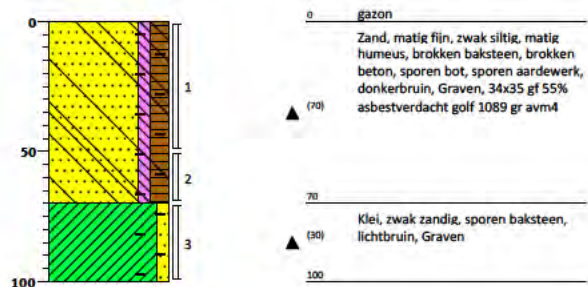 0
50
100
1
2
3
0 gazon
Zand, matig fijn, zwak siltig, matig
humeus, brokken baksteen, brokken
beton, sporen bot, sporen aardewerk,
donkerbruin, Graven, 34x35 gf 55%
(70) asbestverdacht golf 1089 gr avm4
70
Klei, zwak zandig, sporen baksteen,
(30) lichtbruin, Graven
100